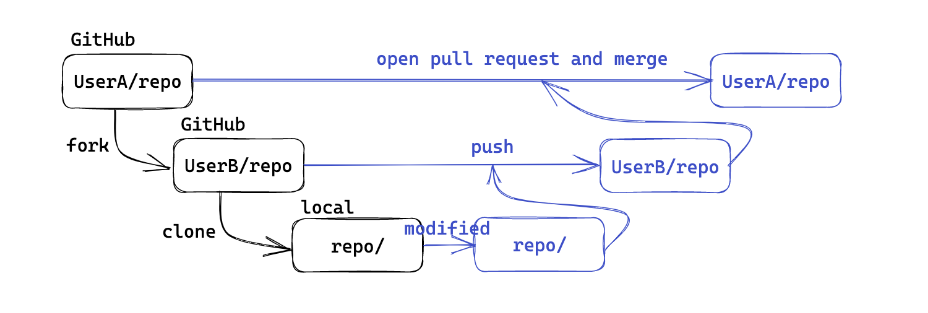 GitHub
UserA/repo
open pull request and merge
UserA/repo
fork
GitHub
UserB/repo
push
UserB/repo
clone
local
repo/
modified
repo/